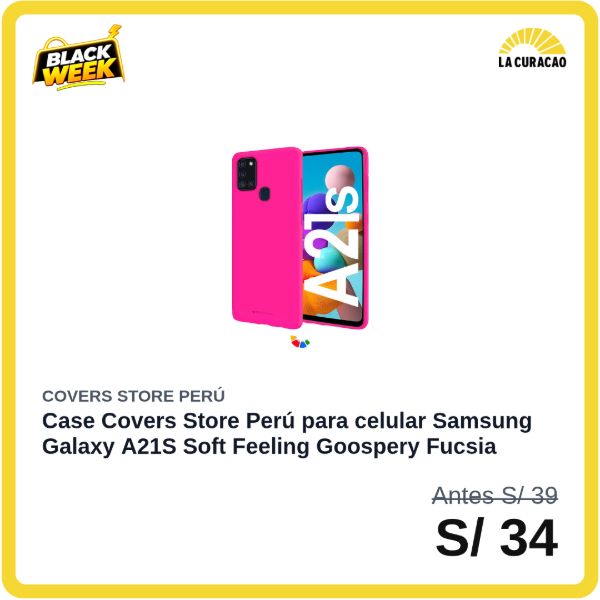 BLACK
WEEK
LA CURACAO
A21s
COVERS STORE PERÚ
Case Covers Store Perú para celular Samsung
Galaxy A21S Soft Feeling Goospery Fucsia
Antes S/ 39
S/ 34